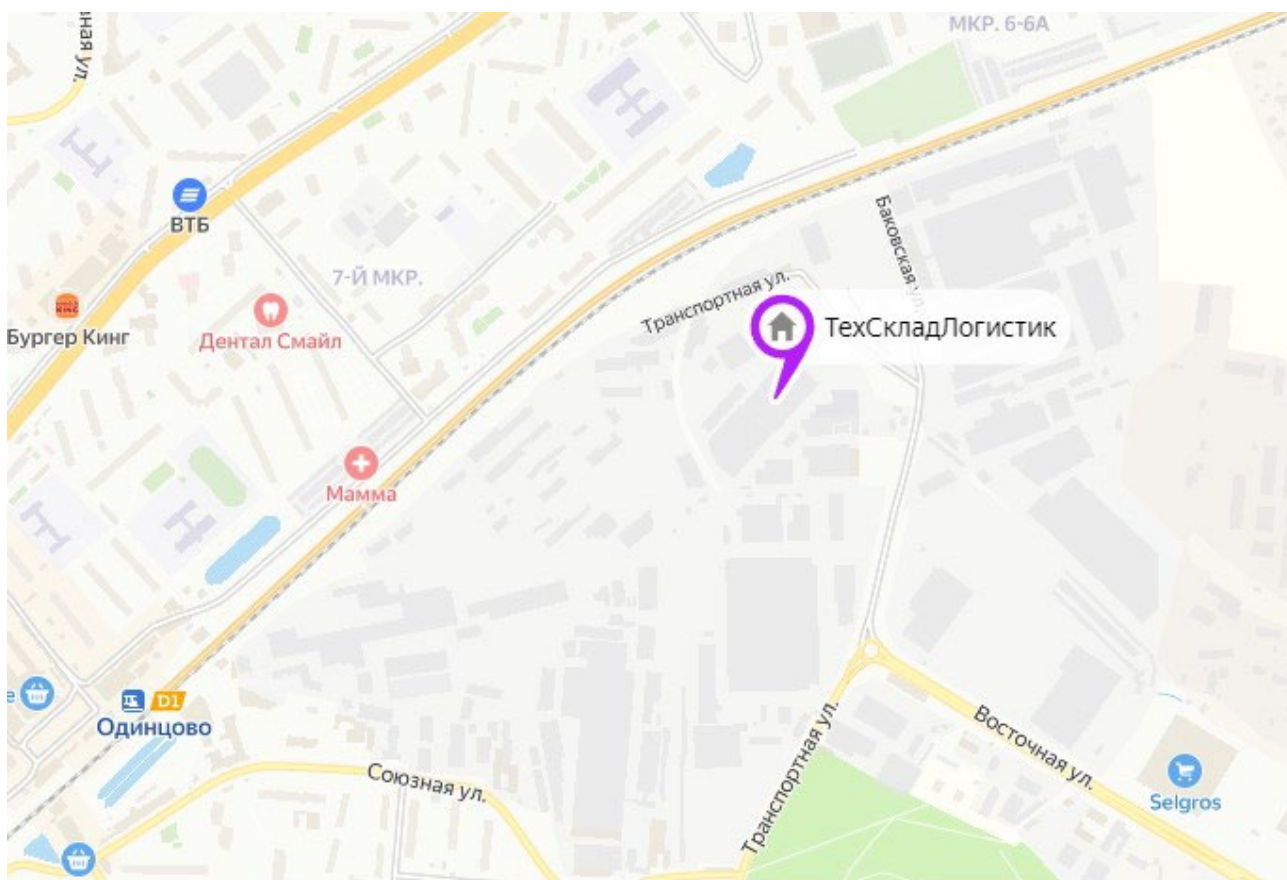 МКР. 6-6А
ная ул.
ВТБ
Баковская ул.
7-Й МКР.
Транспортная ул.
Бургер Кинг
Дентал Смайл
ТехСкладЛогистик
Мамма
D1
Одинцово
Восточная ул.
Союзная ул.
Транспортная ул.
Selgros